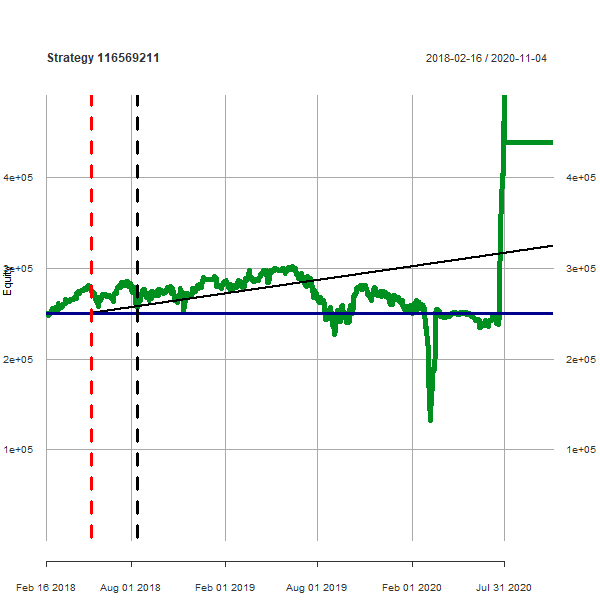 Strategy 116569211
2018-02-16 / 2020-11-04
4e+05
4e+05
3e+05
3e+05
Equity
2e+05
2e+05
1e+05
1e+05
Feb 16 2018
Aug 01 2018
Feb 01 2019
Aug 01 2019
Feb 01 2020
Jul 31 2020